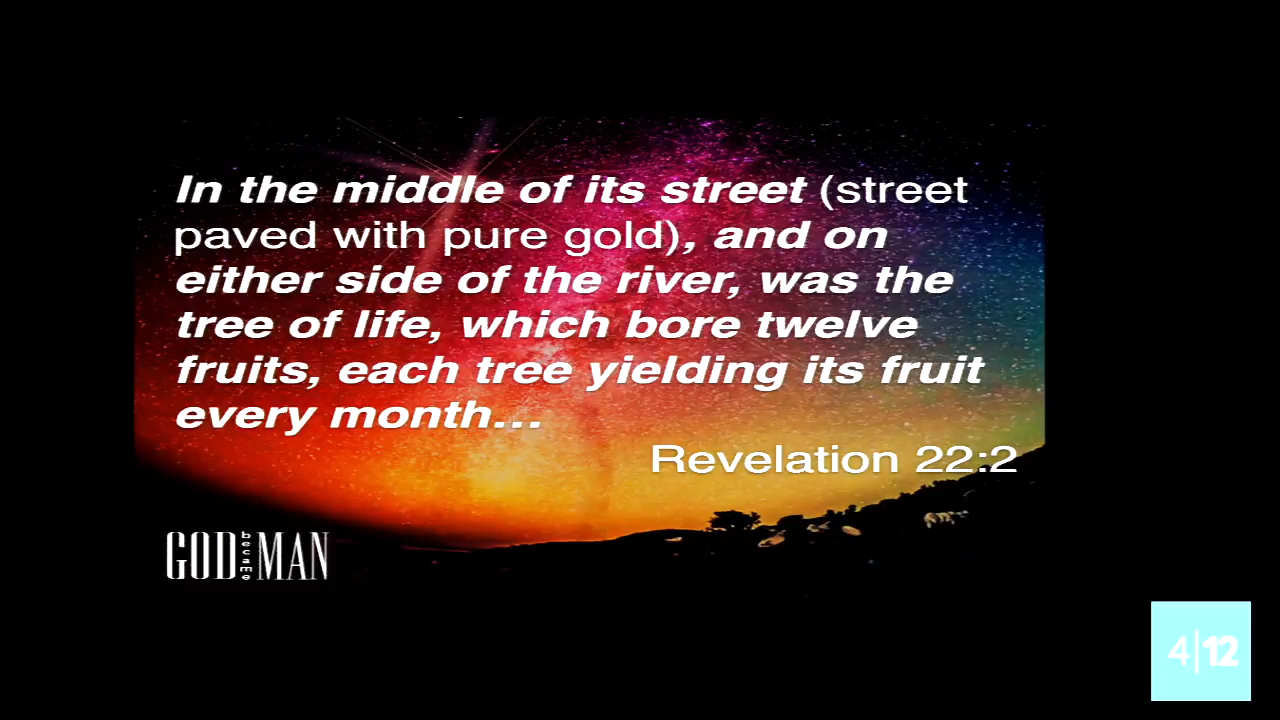 In the middle of its street (street
paved with pure gold), and on
either side of the river, was the
tree of life, which bore twelve
fruits, each tree yielding its fruit
every month...
Revelation 22:2
GOD became MAN
4|12